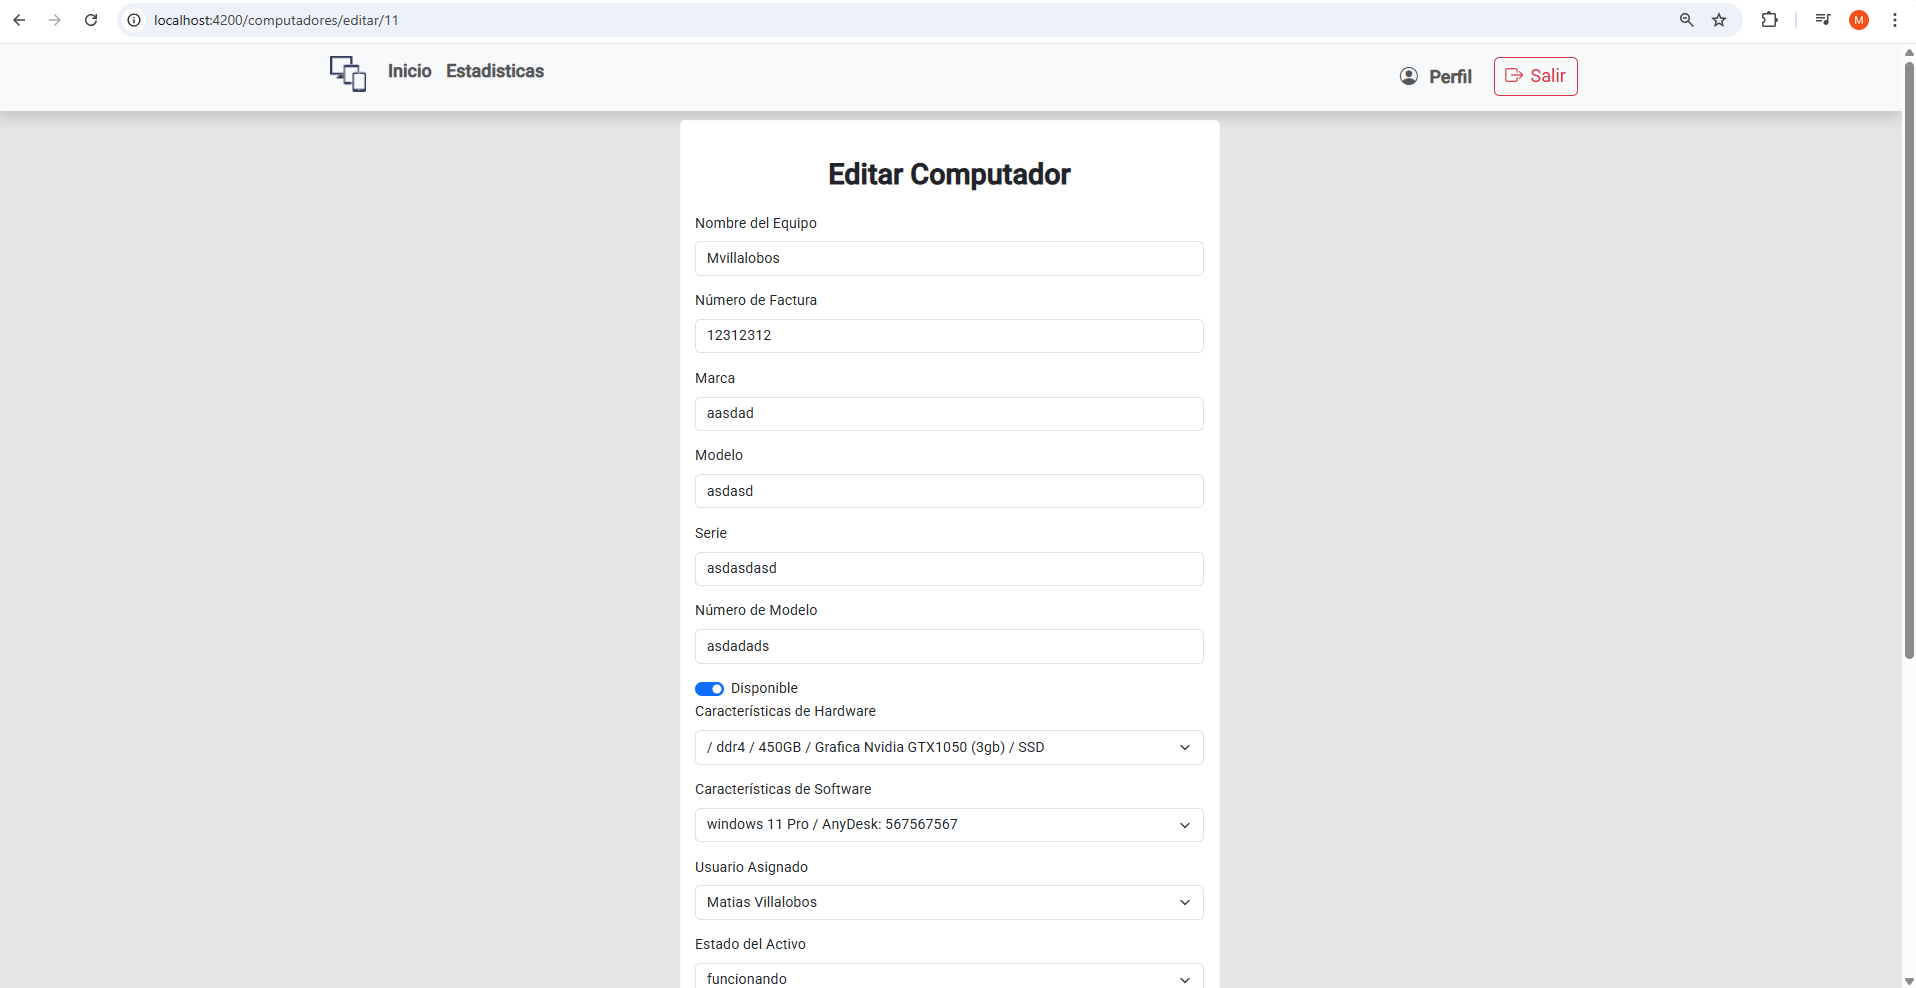 localhost:4200/computadores/editar/11
M
Inicio
Estadisticas
Perfil
Salir
Editar Computador
Nombre del Equipo
Mvillalobos
Número de Factura
12312312
Marca
aasdad
Modelo
asdasd
Serie
asdasdasd
Número de Modelo
asdadads
Disponible
Características de Hardware
/ ddr4 / 450GB / Grafica Nvidia GTX1050 (3gb) / SSD
Características de Software
windows 11 Pro / AnyDesk: 567567567
Usuario Asignado
Matias Villalobos
Estado del Activo
funcionando